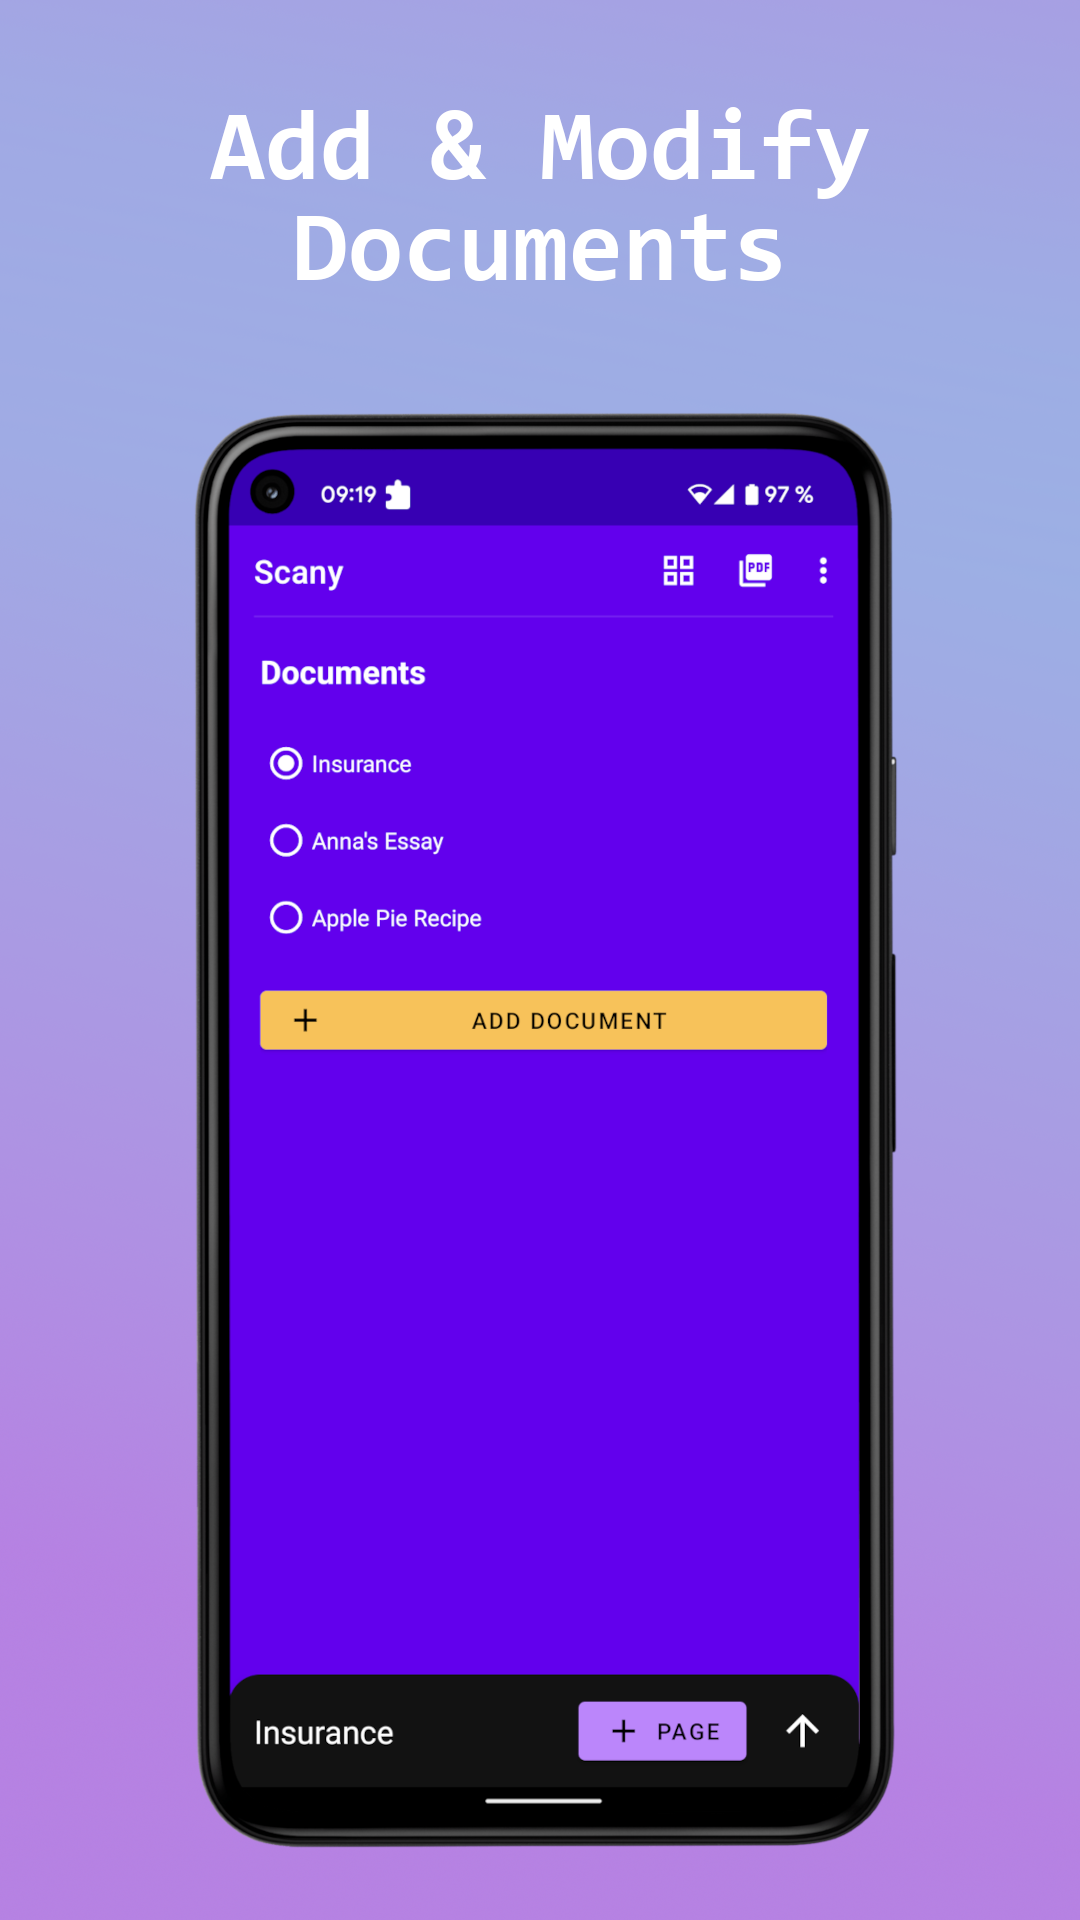 Add & Modify
Documents
09:19 97 %
Scany PDF
Documents
Insurance
Anna's Essay
Apple Pie Recipe
+ ADD DOCUMENT
Insurance + PAGE